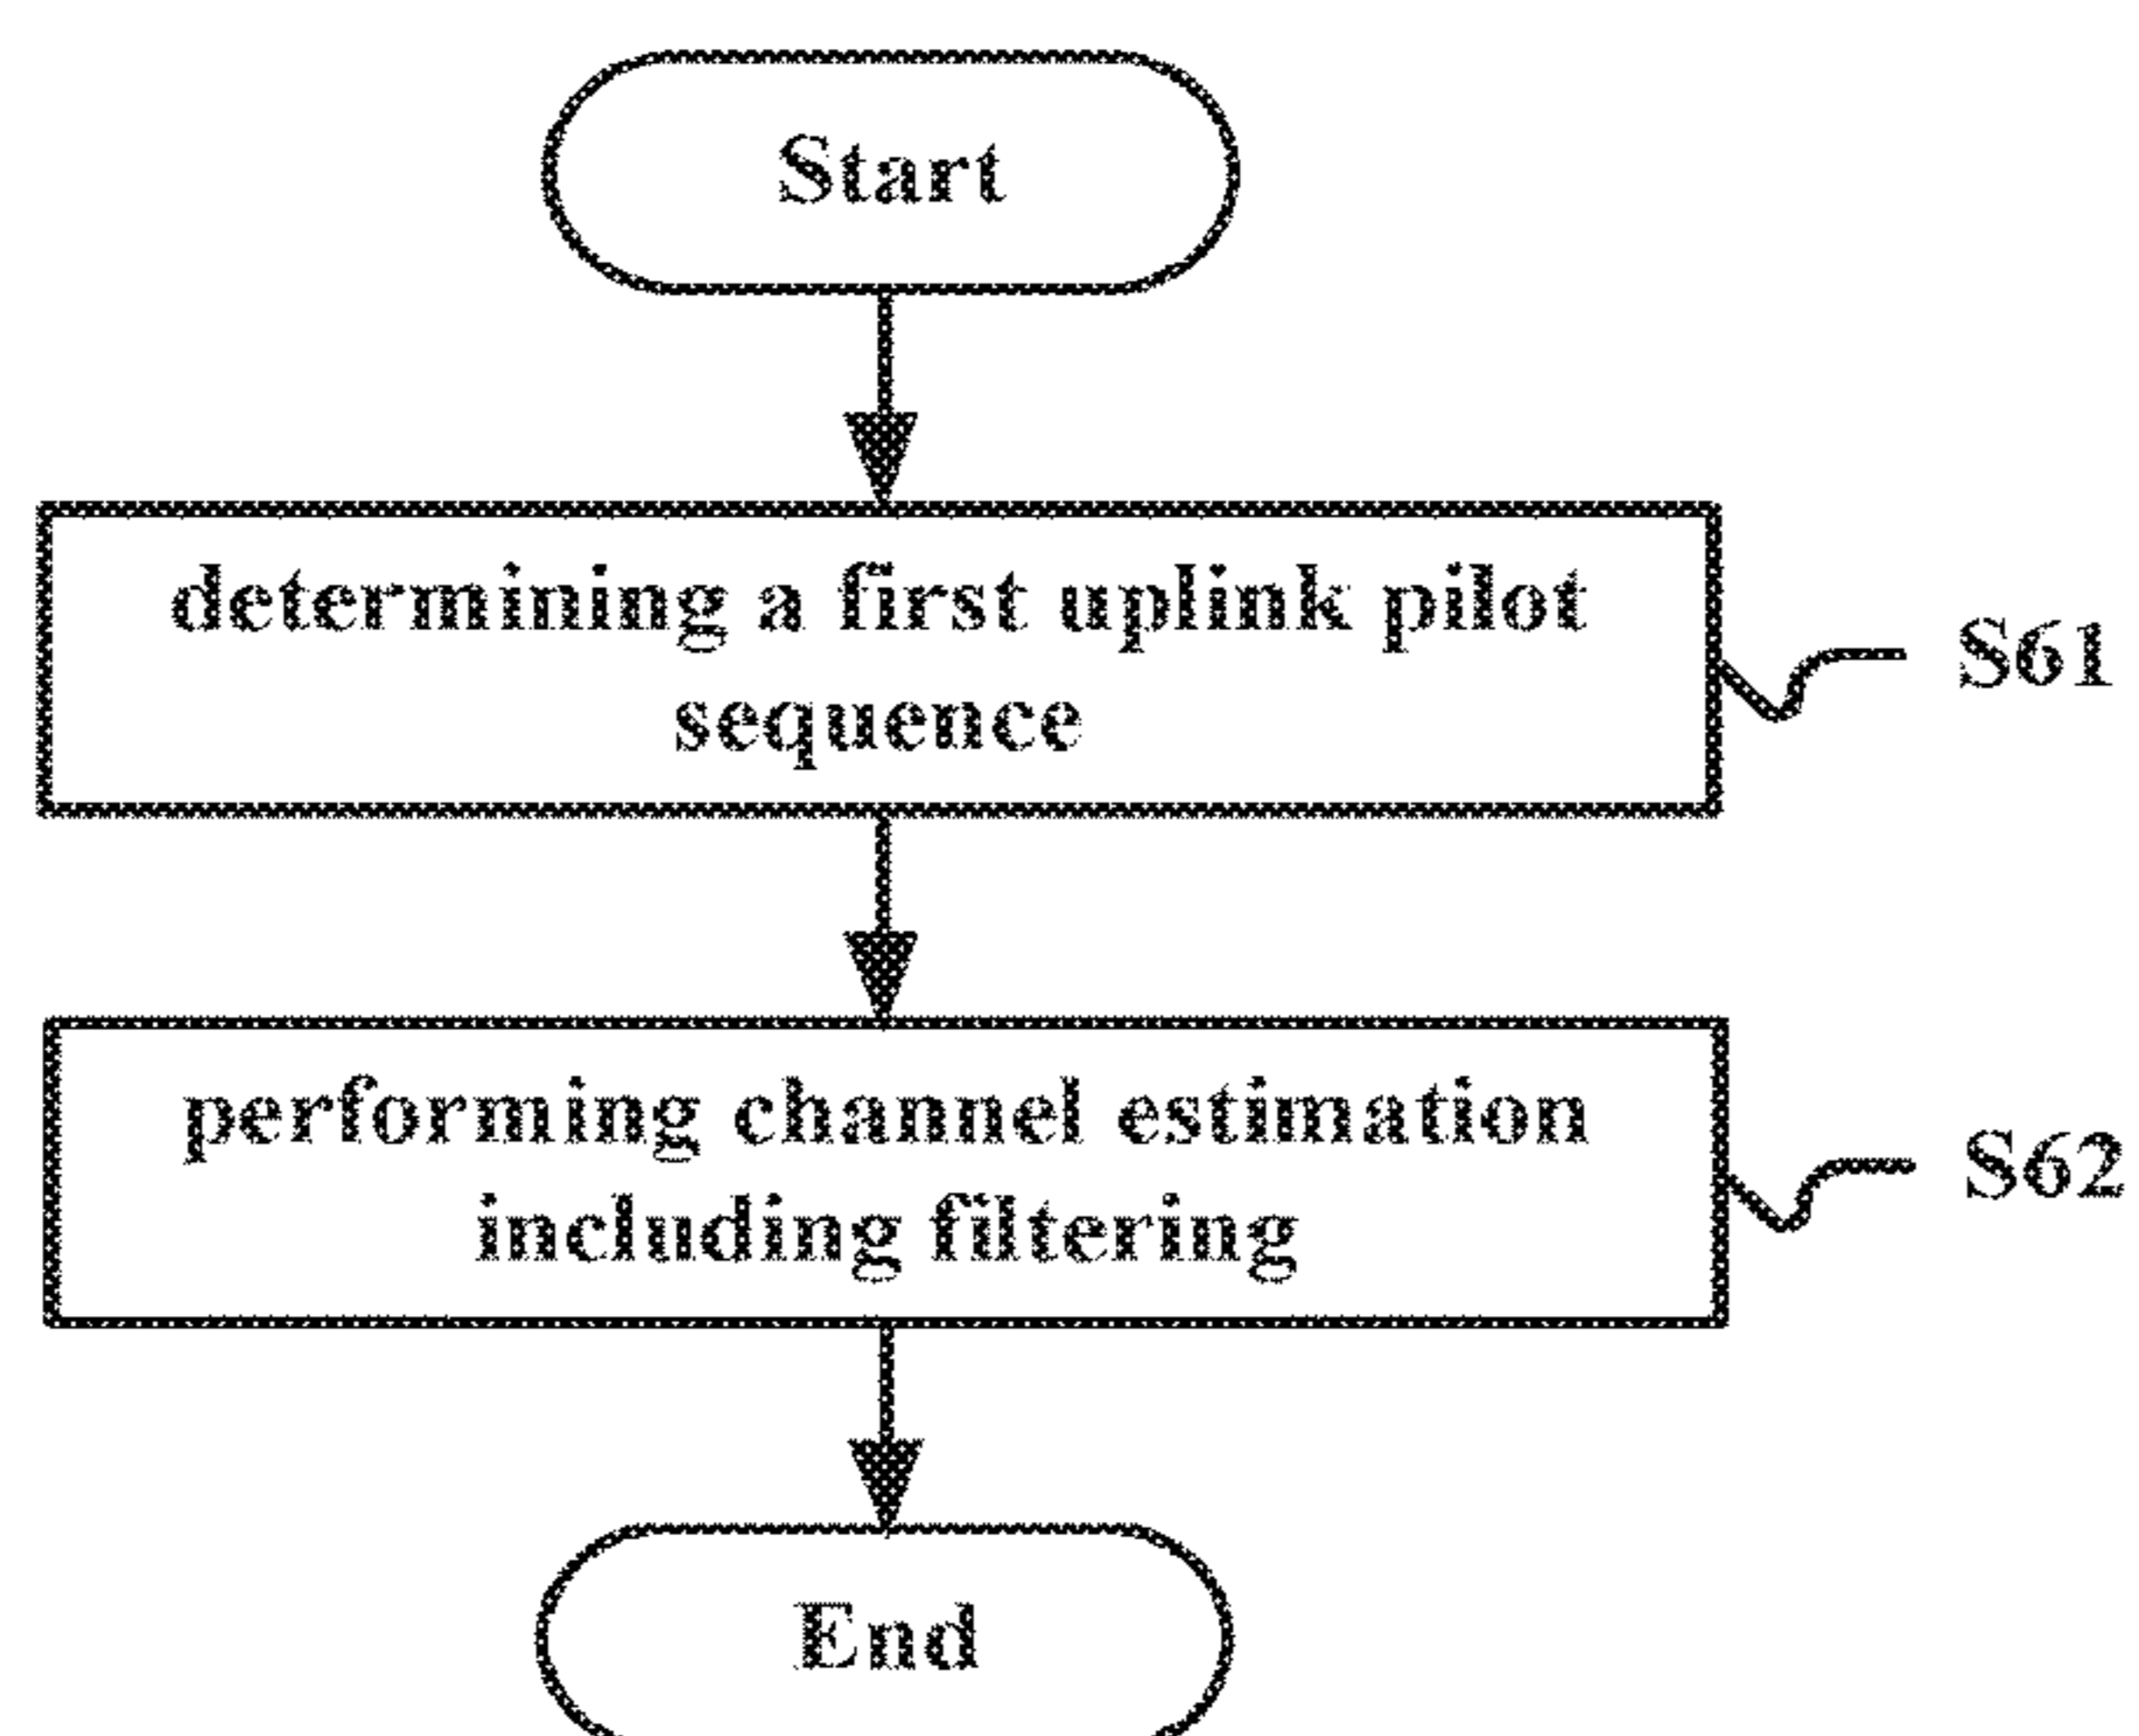 Start
determining a first uplink pilot
sequence
S61
performing channel estimation
including filtering
S62
End